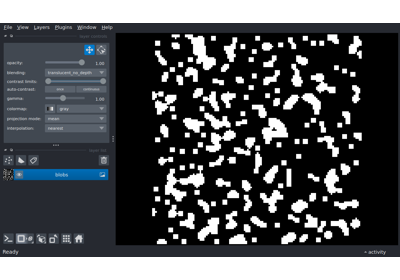 File View Layers Plugins Window Help
opacity: 1.00
blending: translucent_no_depth
contrast limits:
auto-contrast: once continuous
gamma: 1.00
colormap: gray
projection mode: mean
interpolation: nearest
blobs
Ready activity